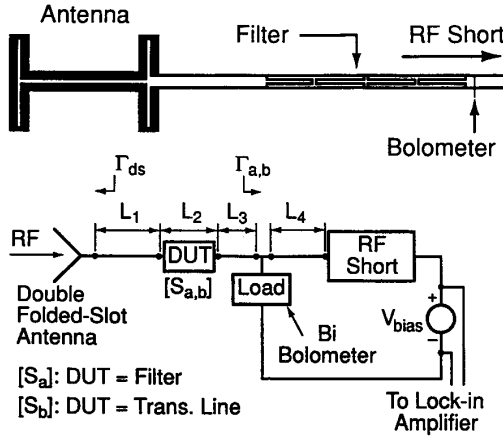 Antenna
Filter
RF Short
Bolometer
Γds
Γa,b
L1
L2
L3
L4
RF
DUT
RF
Short
[Sa,b]
Load
Double
Folded-Slot
Antenna
Bi
Bolometer
+
Vbias
−
[Sa]: DUT = Filter
[Sb]: DUT = Trans. Line
To Lock-in
Amplifier